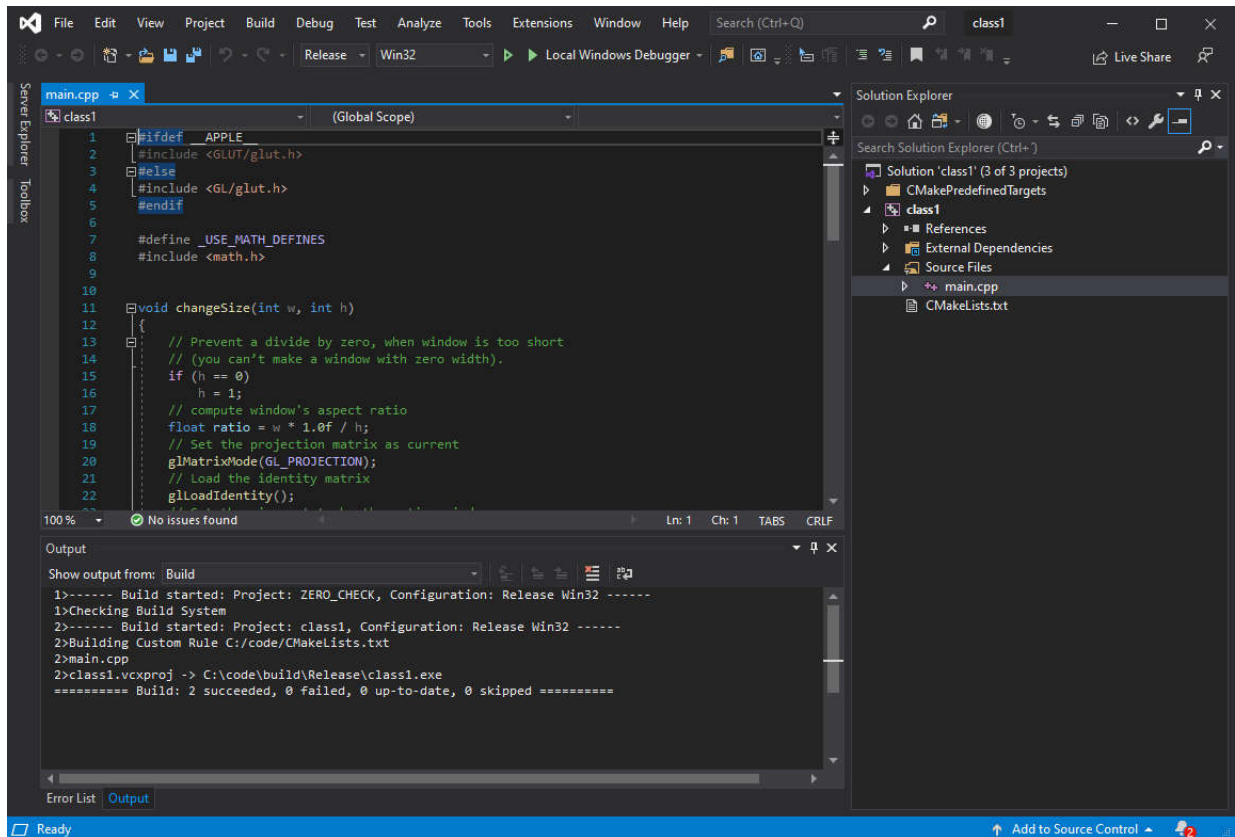 File Edit View Project Build Debug Test Analyze Tools Extensions Window Help Search (Ctrl+Q) class1
Release Win32 Local Windows Debugger Live Share
Server Explorer
Toolbox
main.cpp
class1 (Global Scope)
1 #ifdef __APPLE__
2 #include <GLUT/glut.h>
3 #else
4 #include <GL/glut.h>
5 #endif
6
7 #define _USE_MATH_DEFINES
8 #include <math.h>
9
10
11 void changeSize(int w, int h)
12 {
13 // Prevent a divide by zero, when window is too short
14 // (you can't make a window with zero width).
15 if (h == 0)
16 h = 1;
17 // compute window's aspect ratio
18 float ratio = w * 1.0f / h;
19 // Set the projection matrix as current
20 glMatrixMode(GL_PROJECTION);
21 // Load the identity matrix
22 glLoadIdentity();
100 % No issues found Ln: 1 Ch: 1 TABS CRLF
Output
Show output from: Build
1>------ Build started: Project: ZERO_CHECK, Configuration: Release Win32 ------
1>Checking Build System
2>------ Build started: Project: class1, Configuration: Release Win32 ------
2>Building Custom Rule C:/code/CMakeLists.txt
2>main.cpp
2>class1.vcxproj -> C:\code\build\Release\class1.exe
========== Build: 2 succeeded, 0 failed, 0 up-to-date, 0 skipped ==========
Error List Output
Solution Explorer
Search Solution Explorer (Ctrl+´)
Solution 'class1' (3 of 3 projects)
CMakePredefinedTargets
class1
References
External Dependencies
Source Files
main.cpp
CMakeLists.txt
Ready Add to Source Control 2